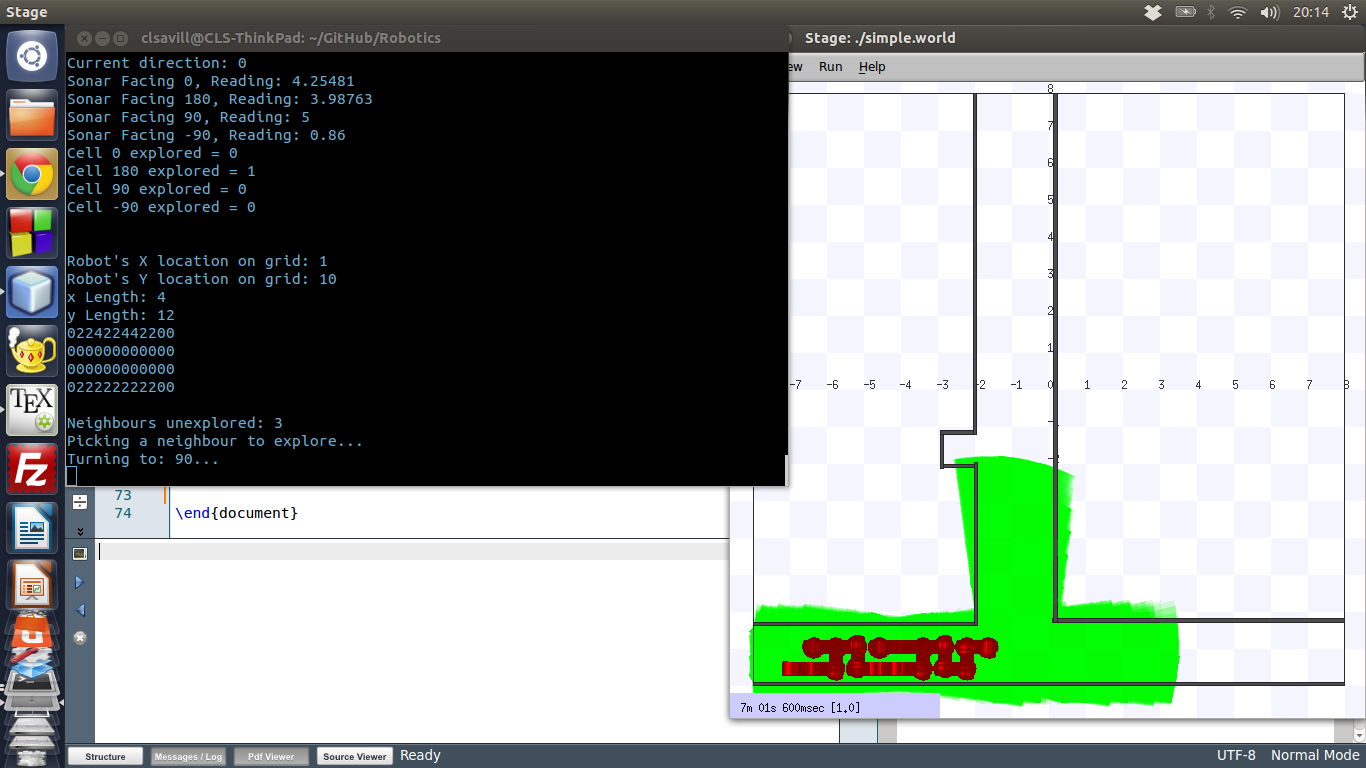 Stage
20:14
clsavill@CLS-ThinkPad: ~/GitHub/Robotics
Stage: ./simple.world
ew Run Help
Current direction: 0
Sonar Facing 0, Reading: 4.25481
Sonar Facing 180, Reading: 3.98763
Sonar Facing 90, Reading: 5
Sonar Facing -90, Reading: 0.86
Cell 0 explored = 0
Cell 180 explored = 1
Cell 90 explored = 0
Cell -90 explored = 0
Robot's X location on grid: 1
Robot's Y location on grid: 10
x Length: 4
y Length: 12
022422442200
000000000000
000000000000
022222222200
Neighbours unexplored: 3
Picking a neighbour to explore...
Turning to: 90...
8
7
6
5
4
3
2
1
-7 -6 -5 -4 -3 -2 -1 0 1 2 3 4 5 6 7 8
TEX
Fz
73
74 \end{document}
7m 01s 600msec [1.0]
Structure Messages / Log Pdf Viewer Source Viewer Ready UTF-8 Normal Mode